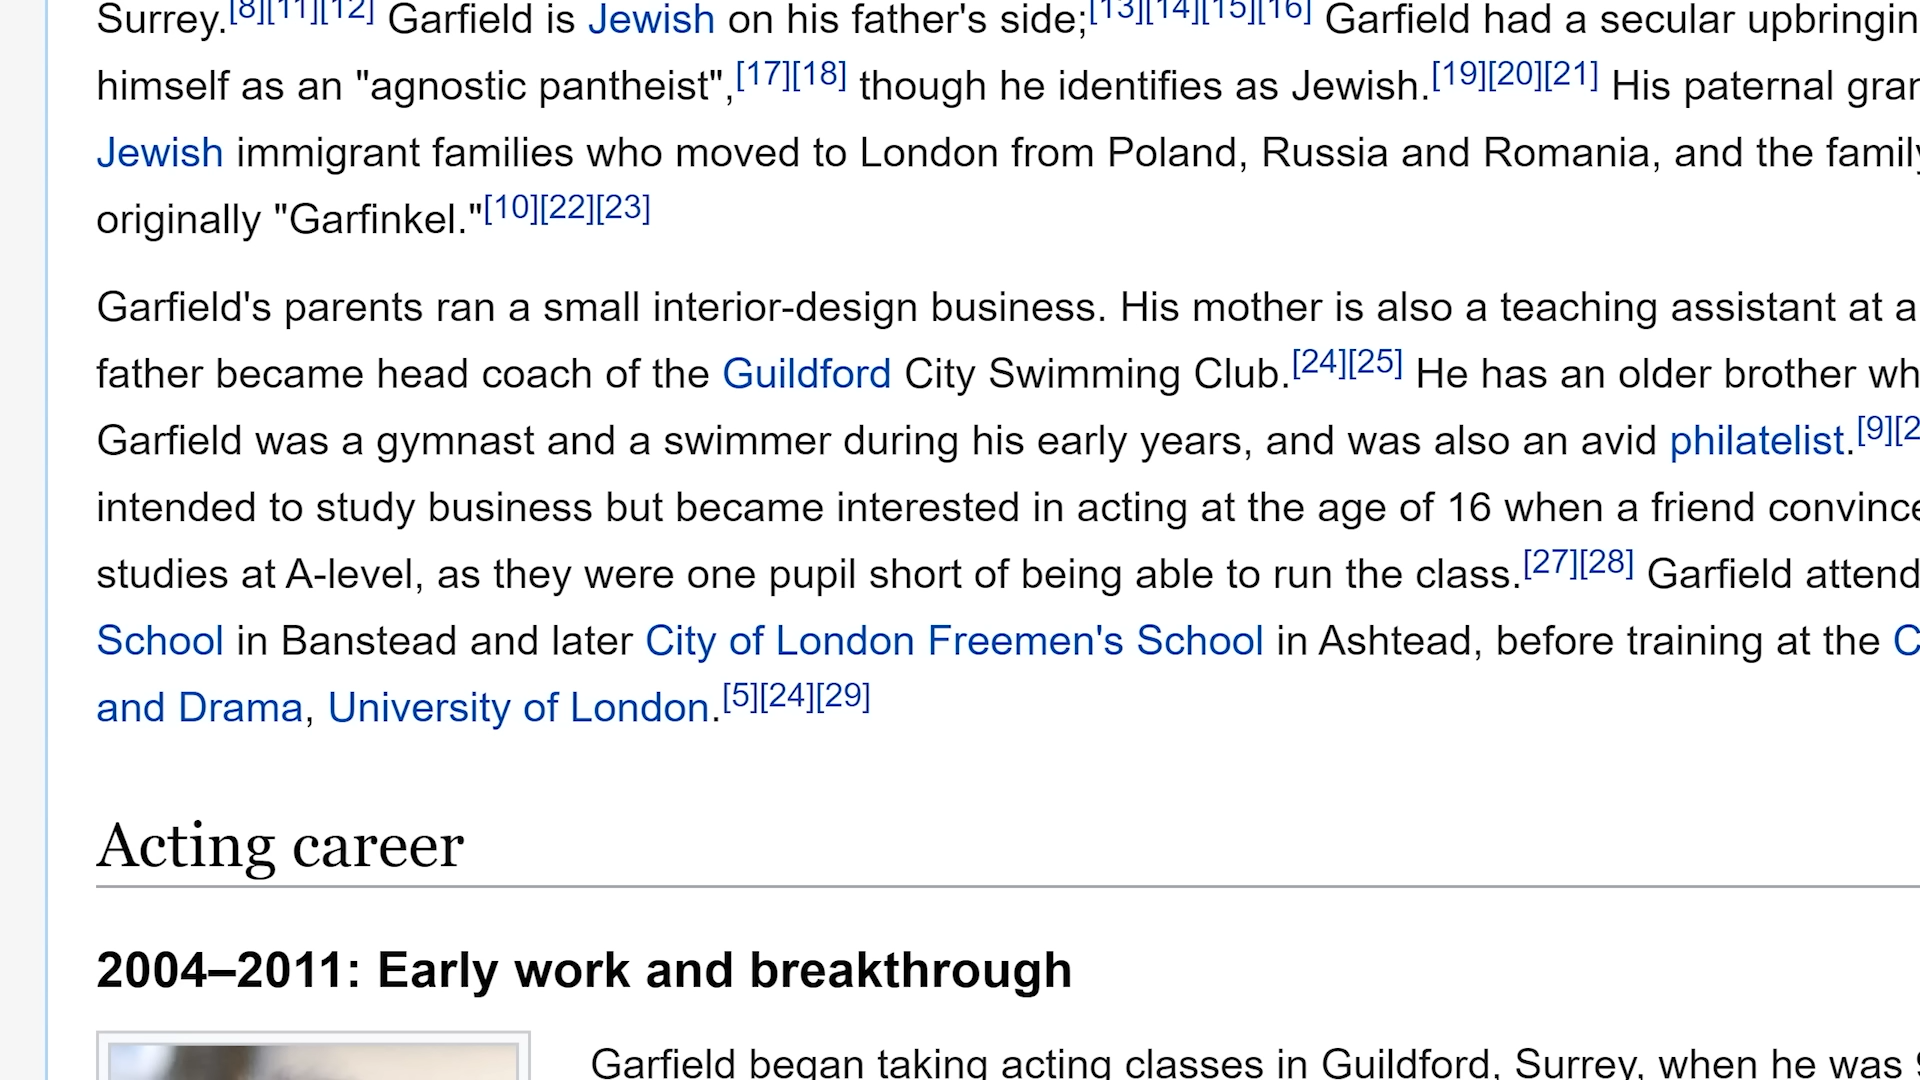 Surrey.[8][11][12] Garfield is Jewish on his father's side;[13][14][15][16] Garfield had a secular
himself as an "agnostic pantheist",[17][18] though he identifies as Jewish.[19][20][21] His paternal
Jewish immigrant families who moved to London from Poland, Russia and Romania, and the
originally "Garfinkel."[10][22][23]
Garfield's parents ran a small interior-design business. His mother is also a teaching assistant at a
father became head coach of the Guildford City Swimming Club.[24][25] He has an older brother
Garfield was a gymnast and a swimmer during his early years, and was also an avid philatelist.[9]
intended to study business but became interested in acting at the age of 16 when a friend
studies at A-level, as they were one pupil short of being able to run the class.[27][28] Garfield
School in Banstead and later City of London Freemen's School in Ashtead, before training at the
and Drama, University of London.[5][24][29]
Acting career
2004–2011: Early work and breakthrough
Garfield began taking acting classes in Guildford, Surrey, when he was